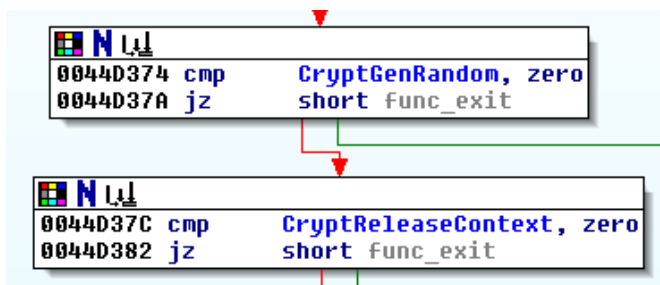 0044D374 cmp CryptGenRandom, zero
0044D37A jz short func_exit
0044D37C cmp CryptReleaseContext, zero
0044D382 jz short func_exit